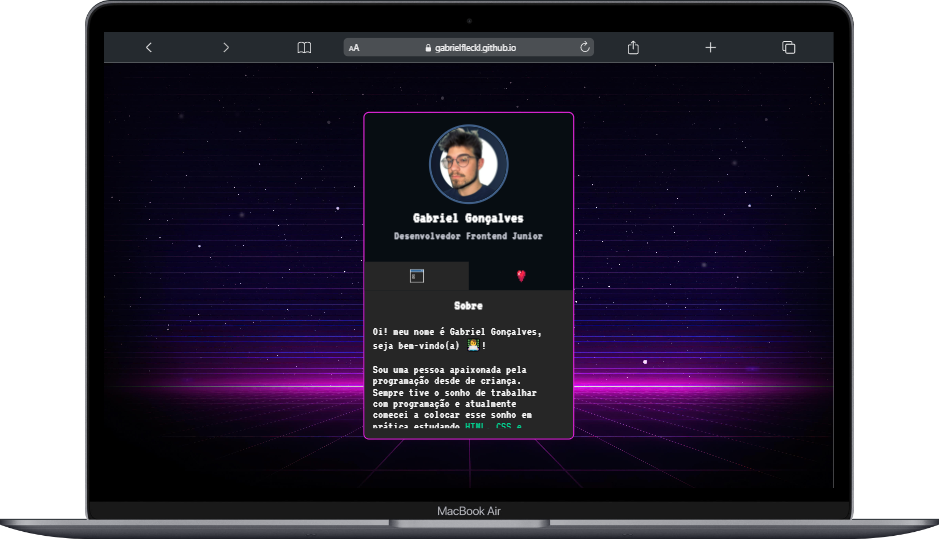 AA
gabrielfleckl.github.io
Gabriel Gonçalves
Desenvolvedor Frontend Junior
Sobre
Oi! meu nome é Gabriel Gonçalves,
seja bem-vindo(a) 👨‍💻!
Sou uma pessoa apaixonada pela
programação desde de criança.
Sempre tive o sonho de trabalhar
com programação e atualmente
comecei a colocar esse sonho em
prática estudando HTML, CSS e
MacBook Air